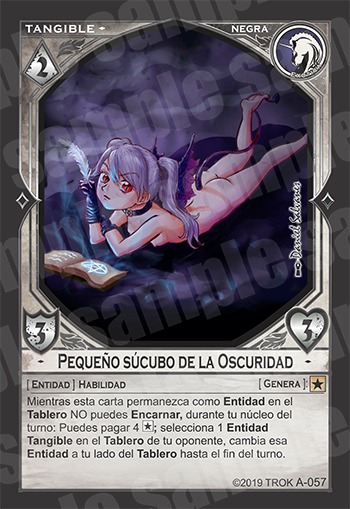 TANGIBLE
NEGRA
2
Daniel Salvanés
3
3
PEQUEÑO SÚCUBO DE LA OSCURIDAD
[ ENTIDAD ] HABILIDAD
[ GENERA ]:
Mientras esta carta permanezca como Entidad en el
Tablero NO puedes Encarnar, durante tu núcleo del
turno: Puedes pagar 4 ; selecciona 1 Entidad
Tangible en el Tablero de tu oponente, cambia esa
Entidad a tu lado del Tablero hasta el fin del turno.
©2019 TROK A-057
sample